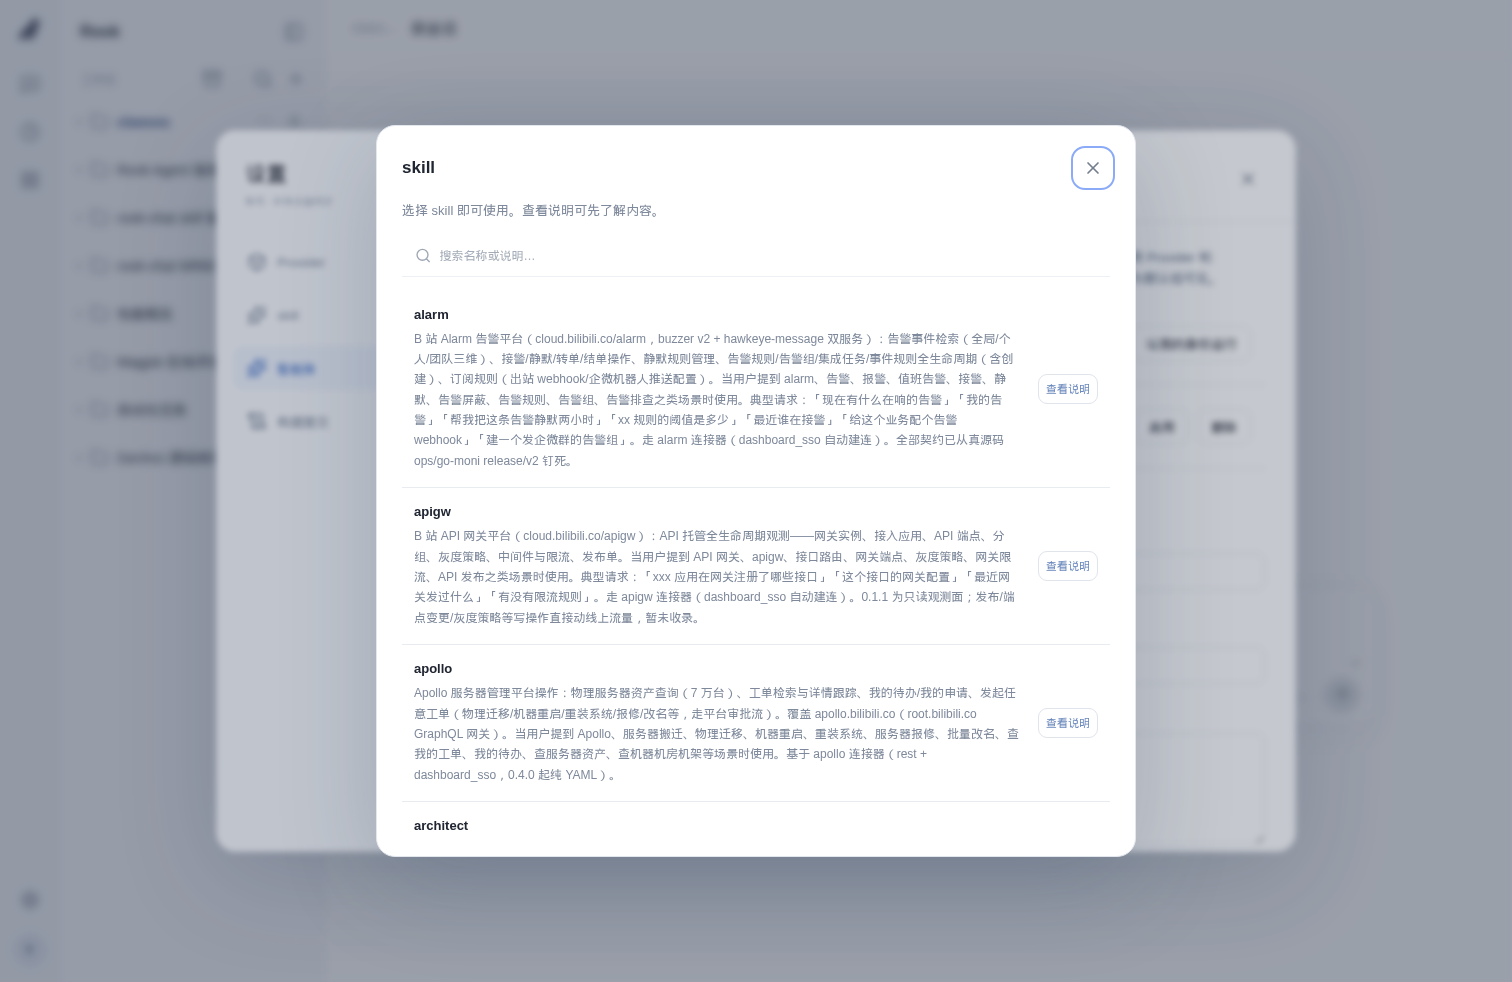 skill
选择 skill 即可使用。查看说明可先了解内容。
搜索名称或说明…
alarm
B 站 Alarm 告警平台（cloud.bilibili.co/alarm，buzzer v2 + hawkeye-message 双服务）：告警事件检索（全局/个
人/团队三维）、接警/静默/转单/结单操作、静默规则管理、告警规则/告警组/集成任务/事件规则全生命周期（含创
建）、订阅规则（出站 webhook/企微机器人推送配置）。当用户提到 alarm、告警、报警、值班告警、接警、静
默、告警屏蔽、告警规则、告警组、告警排查之类场景时使用。典型请求：「现在有什么在响的告警」「我的告
警」「帮我把这条告警静默两小时」「xx 规则的阈值是多少」「最近谁在接警」「给这个业务配个告警
webhook」「建一个发企微群的告警组」。走 alarm 连接器（dashboard_sso 自动建连）。全部契约已从真源码
ops/go-moni release/v2 钉死。
查看说明
apigw
B 站 API 网关平台（cloud.bilibili.co/apigw）：API 托管全生命周期观测——网关实例、接入应用、API 端点、分
组、灰度策略、中间件与限流、发布单。当用户提到 API 网关、apigw、接口路由、网关端点、灰度策略、网关限
流、API 发布之类场景时使用。典型请求：「xxx 应用在网关注册了哪些接口」「这个接口的网关配置」「最近网
关发过什么」「有没有限流规则」。走 apigw 连接器（dashboard_sso 自动建连）。0.1.1 为只读观测面；发布/端
点变更/灰度策略等写操作直接动线上流量，暂未收录。
查看说明
apollo
Apollo 服务器管理平台操作：物理服务器资产查询（7 万台）、工单检索与详情跟踪、我的待办/我的申请、发起任
意工单（物理迁移/机器重启/重装系统/报修/改名等，走平台审批流）。覆盖 apollo.bilibili.co（root.bilibili.co
GraphQL 网关）。当用户提到 Apollo、服务器搬迁、物理迁移、机器重启、重装系统、服务器报修、批量改名、查
我的工单、我的待办、查服务器资产、查机器机房机架等场景时使用。基于 apollo 连接器（rest +
dashboard_sso，0.4.0 起纯 YAML）。
查看说明
architect